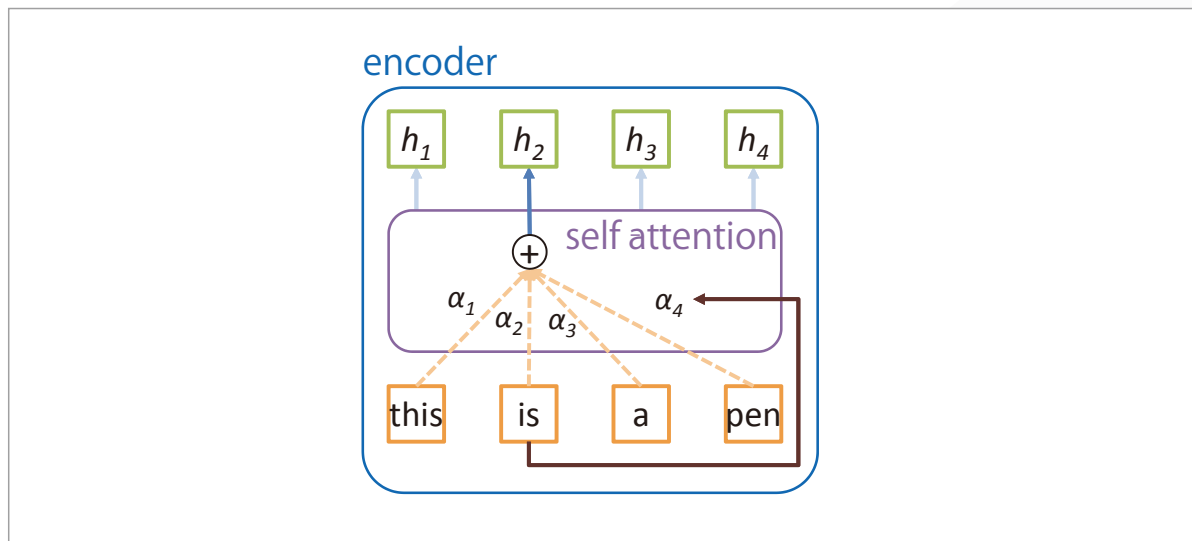 encoder
h1 h2 h3 h4
self attention
+
α1 α2 α3 α4
this is a pen